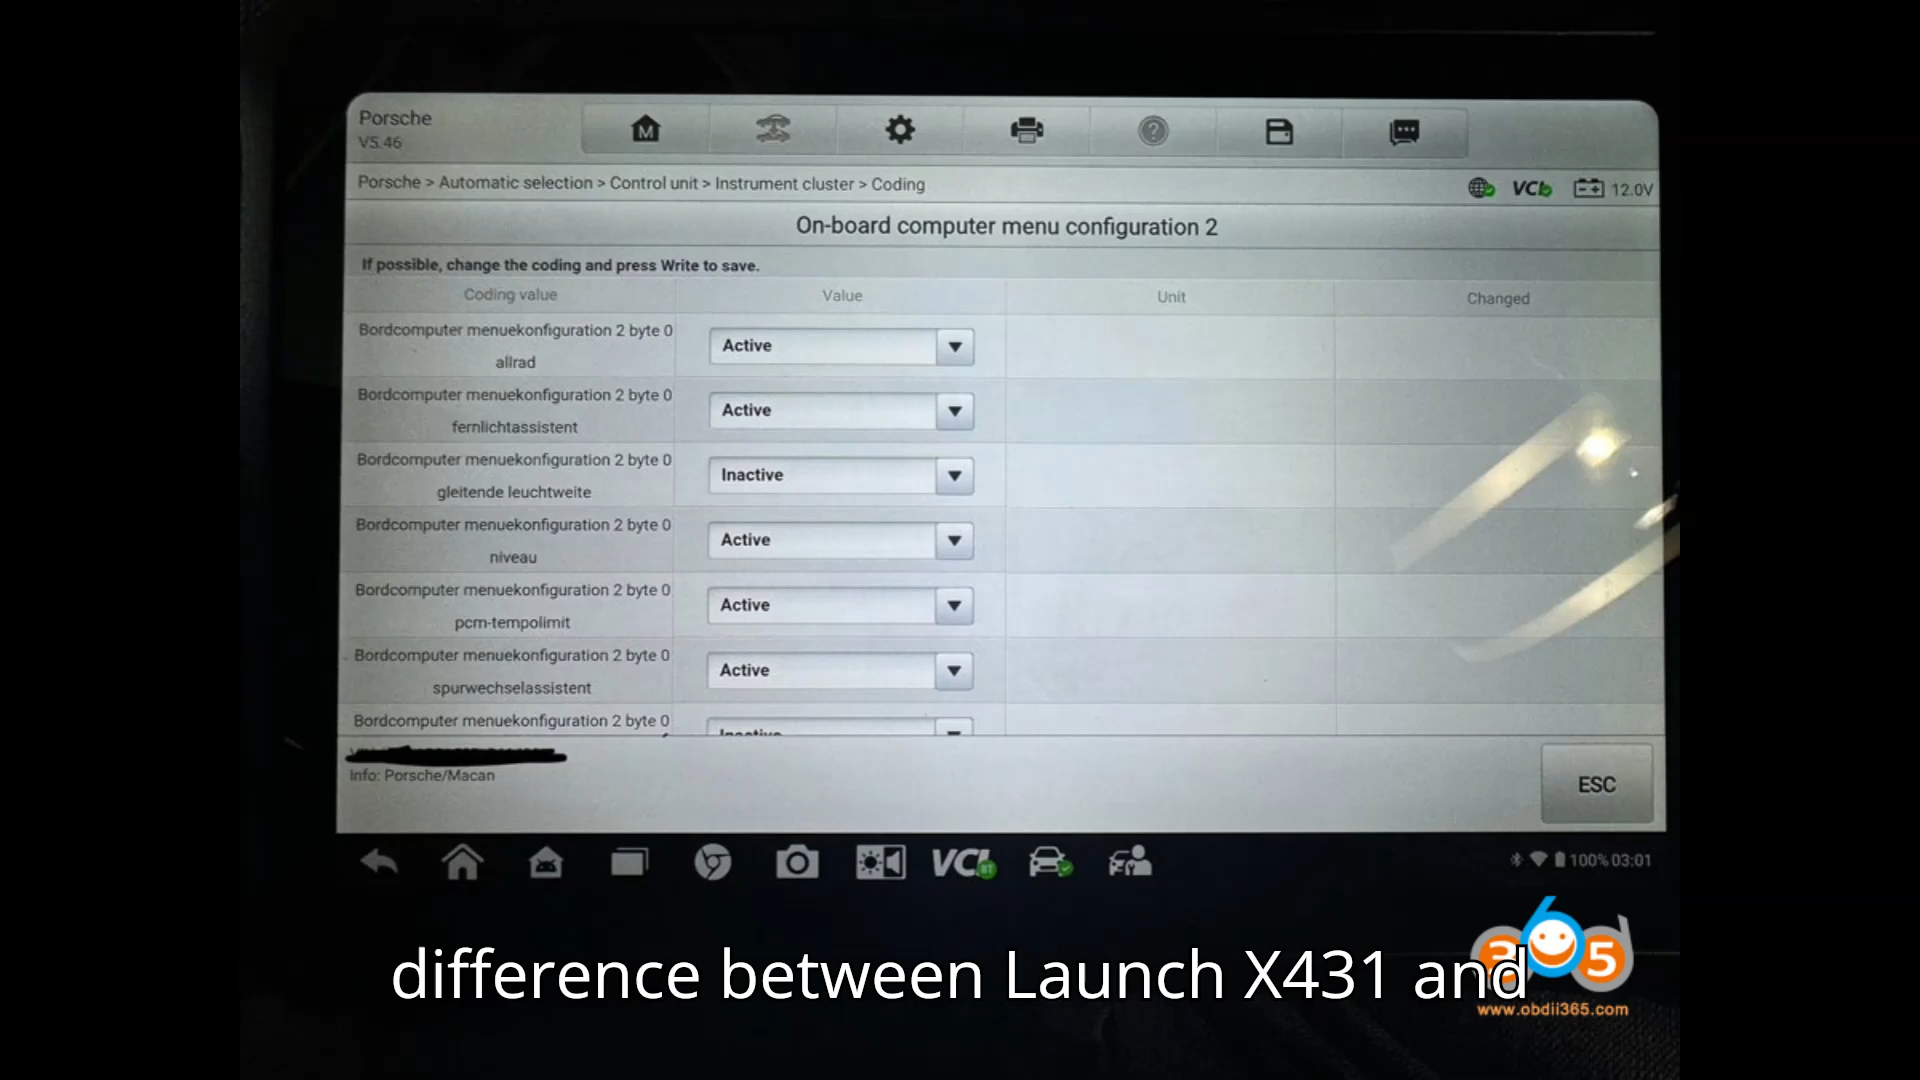 Porsche
V5.46
M
?
Porsche > Automatic selection > Control unit > Instrument cluster > Coding
VCI
12.0V
On-board computer menu configuration 2
If possible, change the coding and press Write to save.
Coding value Value Unit Changed
Bordcomputer menuekonfiguration 2 byte 0
allrad
Active
Bordcomputer menuekonfiguration 2 byte 0
fernlichtassistent
Active
Bordcomputer menuekonfiguration 2 byte 0
gleitende leuchtweite
Inactive
Bordcomputer menuekonfiguration 2 byte 0
niveau
Active
Bordcomputer menuekonfiguration 2 byte 0
pcm-tempolimit
Active
Bordcomputer menuekonfiguration 2 byte 0
spurwechselassistent
Active
Bordcomputer menuekonfiguration 2 byte 0
Inactive
Info: Porsche/Macan
ESC
VCI BT
100% 03:01
difference between Launch X431 and
365
www.obdii365.com